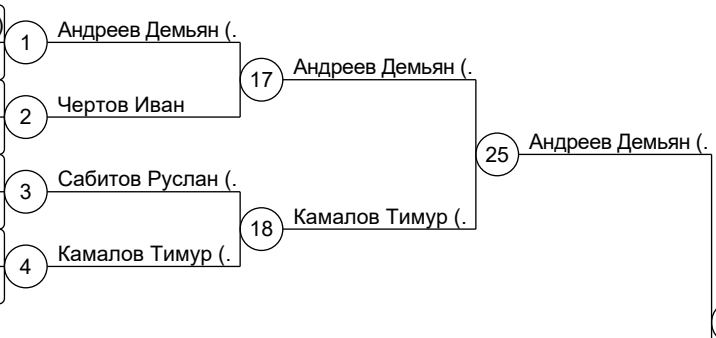 1 Андреев Демьян (.
17 Андреев Демьян (.
2 Чертов Иван
25 Андреев Демьян (.
3 Сабитов Руслан (.
18 Камалов Тимур (.
4 Камалов Тимур (.